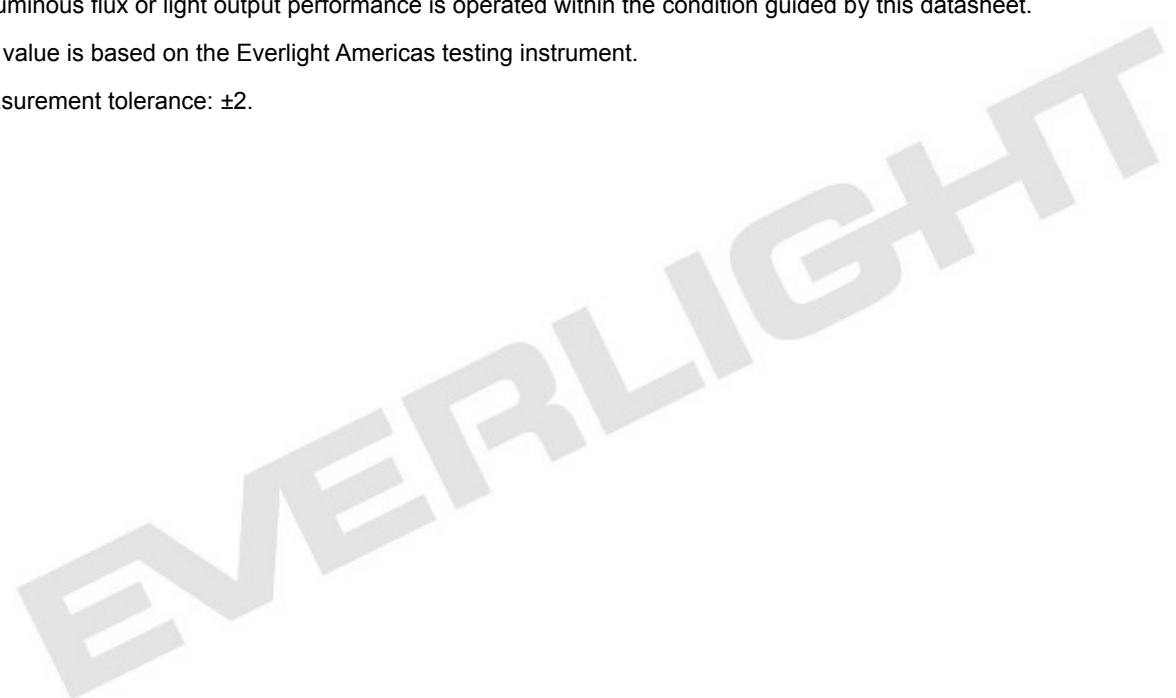 uminous flux or light output performance is operated within the condition guided by this datasheet.
value is based on the Everlight Americas testing instrument.
surement tolerance: ±2.
EVERLIGHT